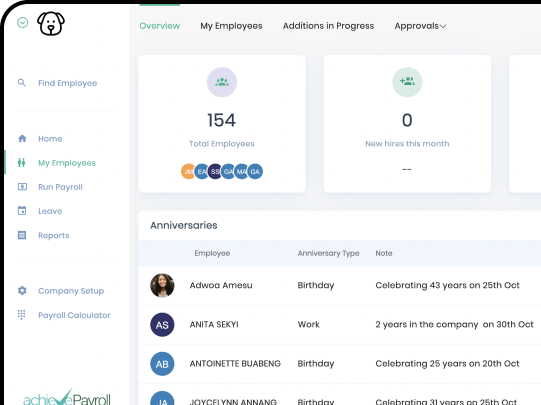 Overview My Employees Additions in Progress Approvals
Find Employee
Home
My Employees
Run Payroll
Leave
Reports
Company Setup
Payroll Calculator
achievePayroll
154
Total Employees
JM EA SS GA MA GA
0
New hires this month
--
Anniversaries
Employee Anniversary Type Note
Adwoa Amesu Birthday Celebrating 43 years on 25th Oct
AS ANITA SEKYI Work 2 years in the company on 30th Oct
AB ANTOINETTE BUABENG Birthday Celebrating 25 years on 20th Oct
JA JOYCELYNN ANNANG Birthday Celebrating 31 years on 25th Oct